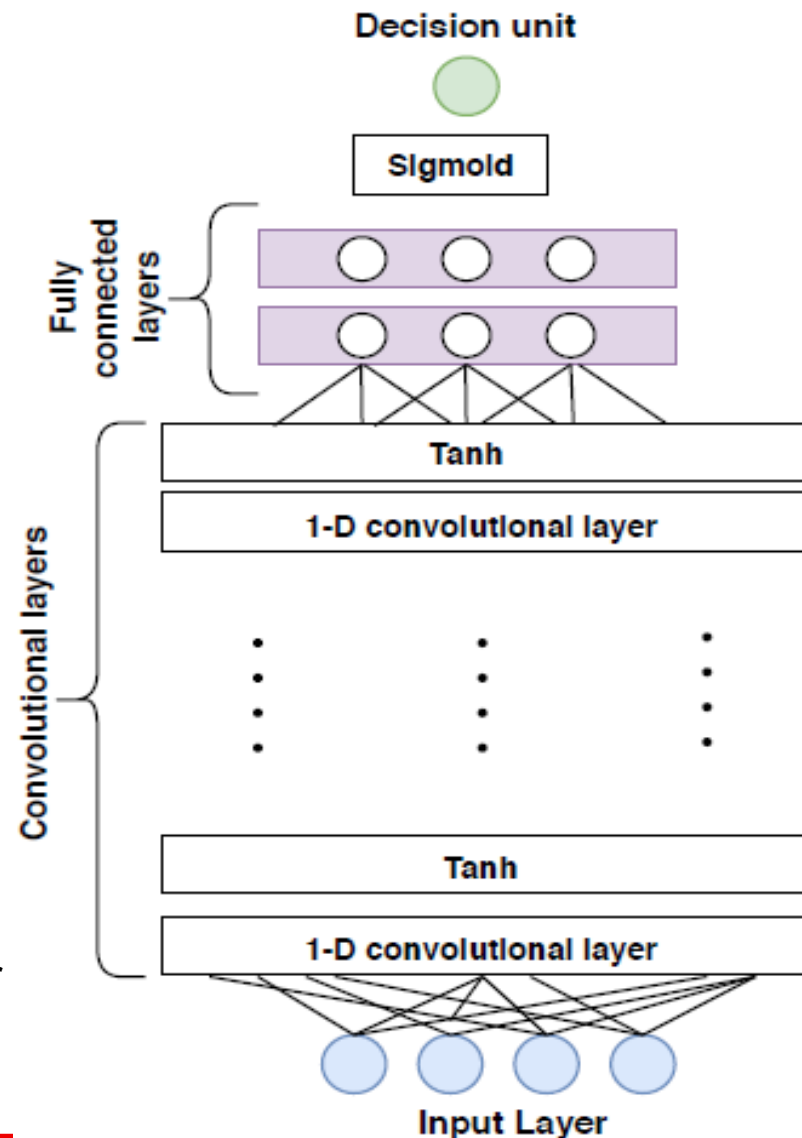 Decision unit
Sigmoid
Fully
connected
layers
Tanh
1-D convolutional layer
Convolutional layers
Tanh
1-D convolutional layer
Input Layer